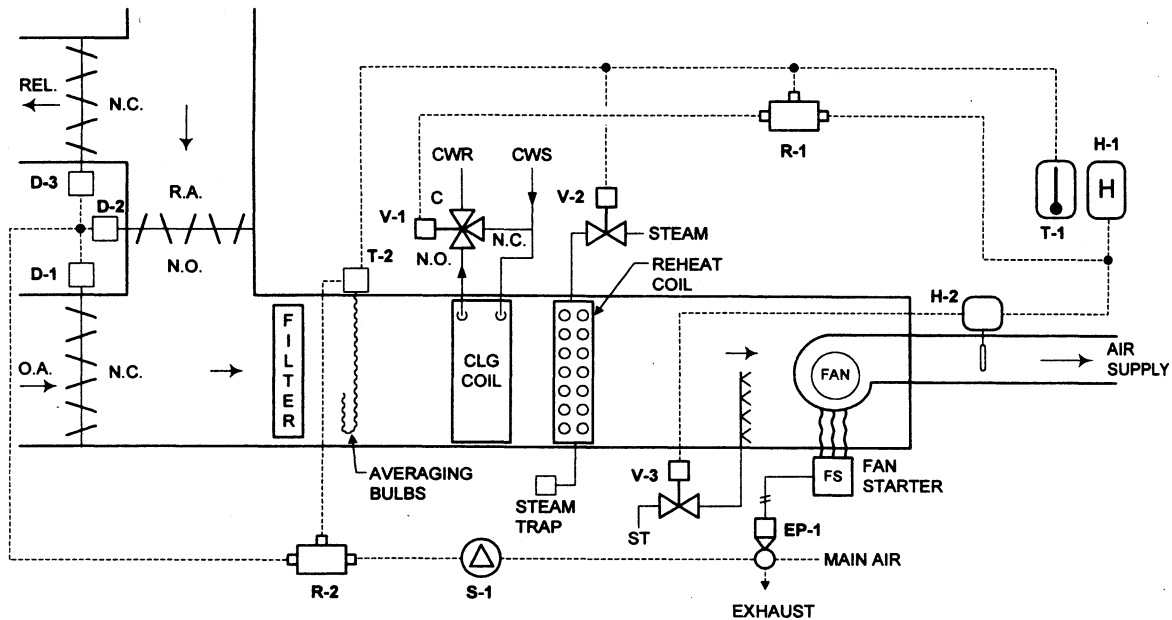 REL.
N.C.
D-3
D-2
R.A.
N.O.
D-1
O.A.
N.C.
FILTER
T-2
AVERAGING
BULBS
CWR
CWS
C
V-1
N.C.
N.O.
CLG
COIL
V-2
STEAM
REHEAT
COIL
STEAM
TRAP
R-1
H-1
H
T-1
H-2
AIR
SUPPLY
FAN
V-3
ST
FS
FAN
STARTER
EP-1
MAIN AIR
EXHAUST
R-2
S-1